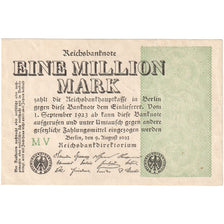 Reichsbanknote
EINE MILLION
MARK
zahlt die Reichsbankhauptkasse in Berlin
gegen diese Banknote dem Einlieferer. Vom
1. September 1923 ab kann diese Banknote
aufgerufen und unter Umtausch gegen andere
gesetzliche Zahlungsmittel eingezogen werden
Berlin, den 9. August 1923
MV
Reichsbankdirektorium